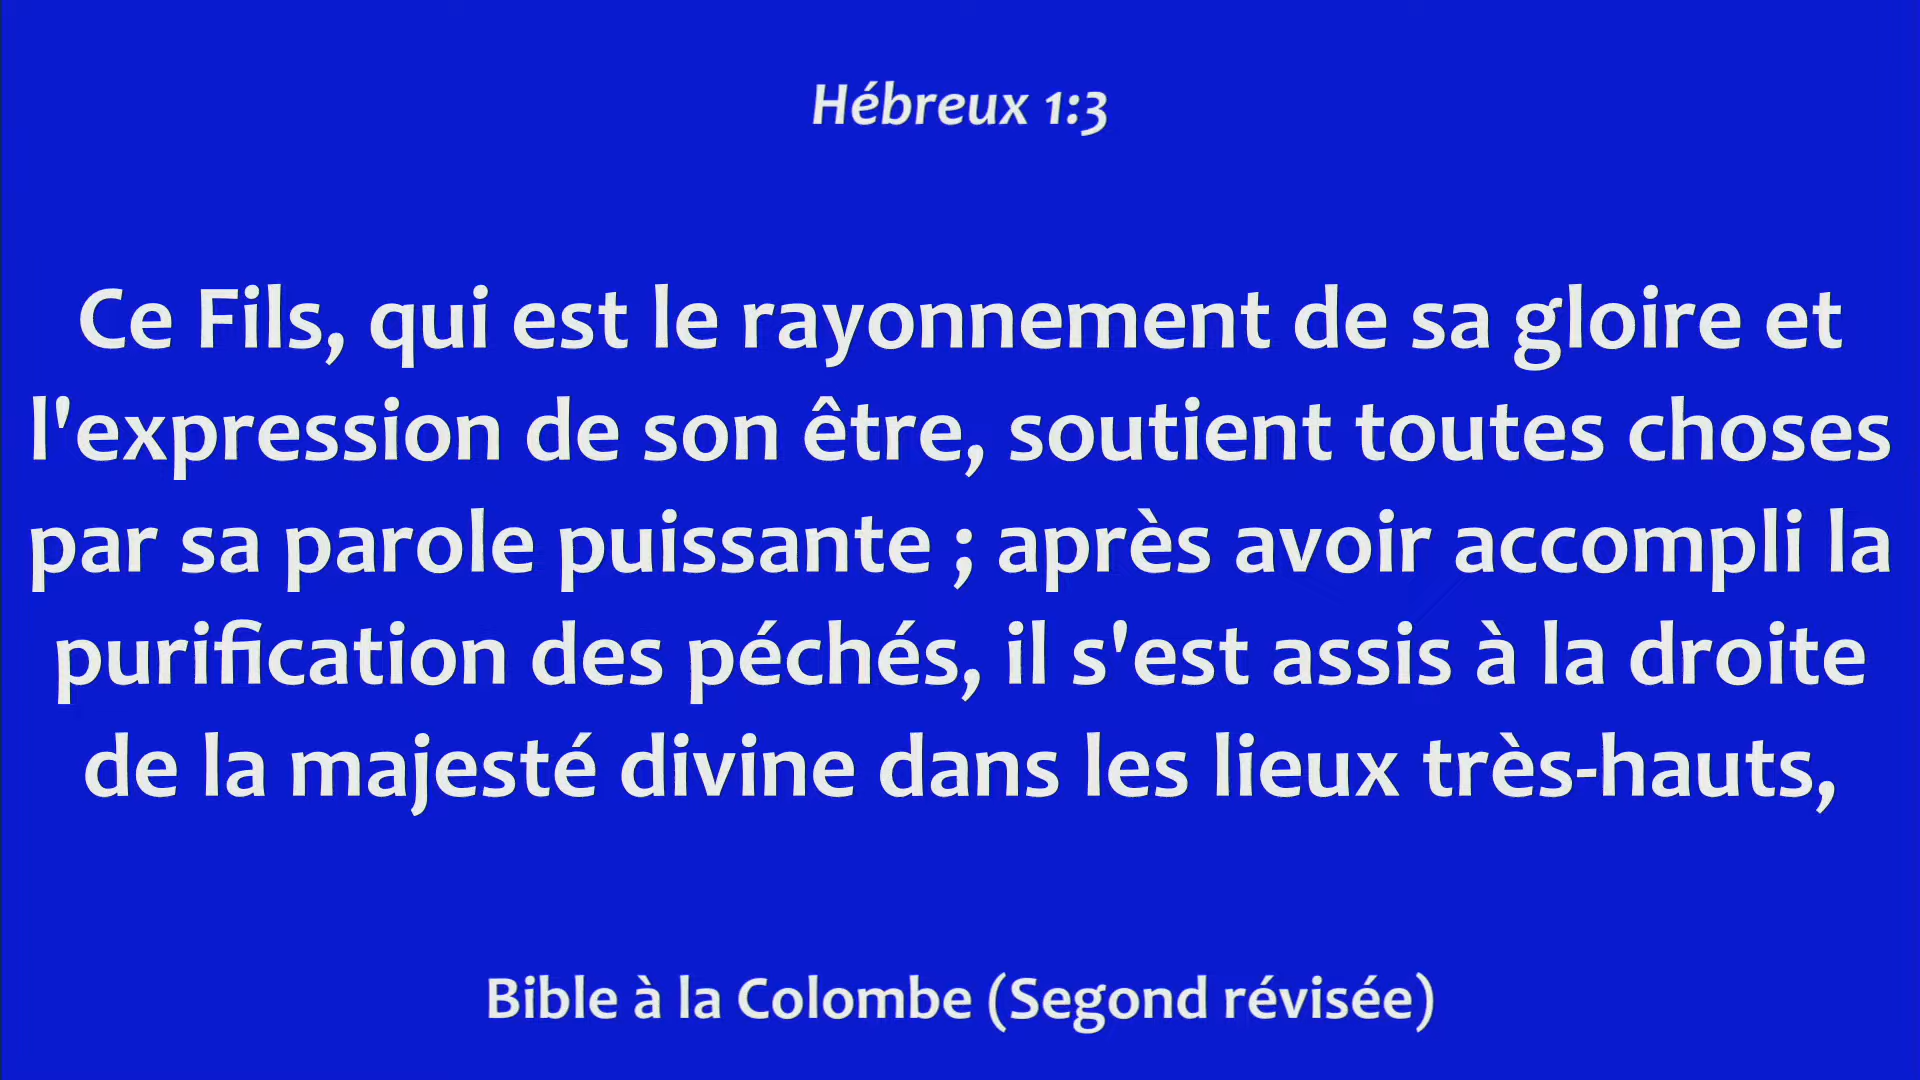 Hébreux 1:3
Ce Fils, qui est le rayonnement de sa gloire et
l'expression de son être, soutient toutes choses
par sa parole puissante ; après avoir accompli la
purification des péchés, il s'est assis à la droite
de la majesté divine dans les lieux très-hauts,
Bible à la Colombe (Segond révisée)